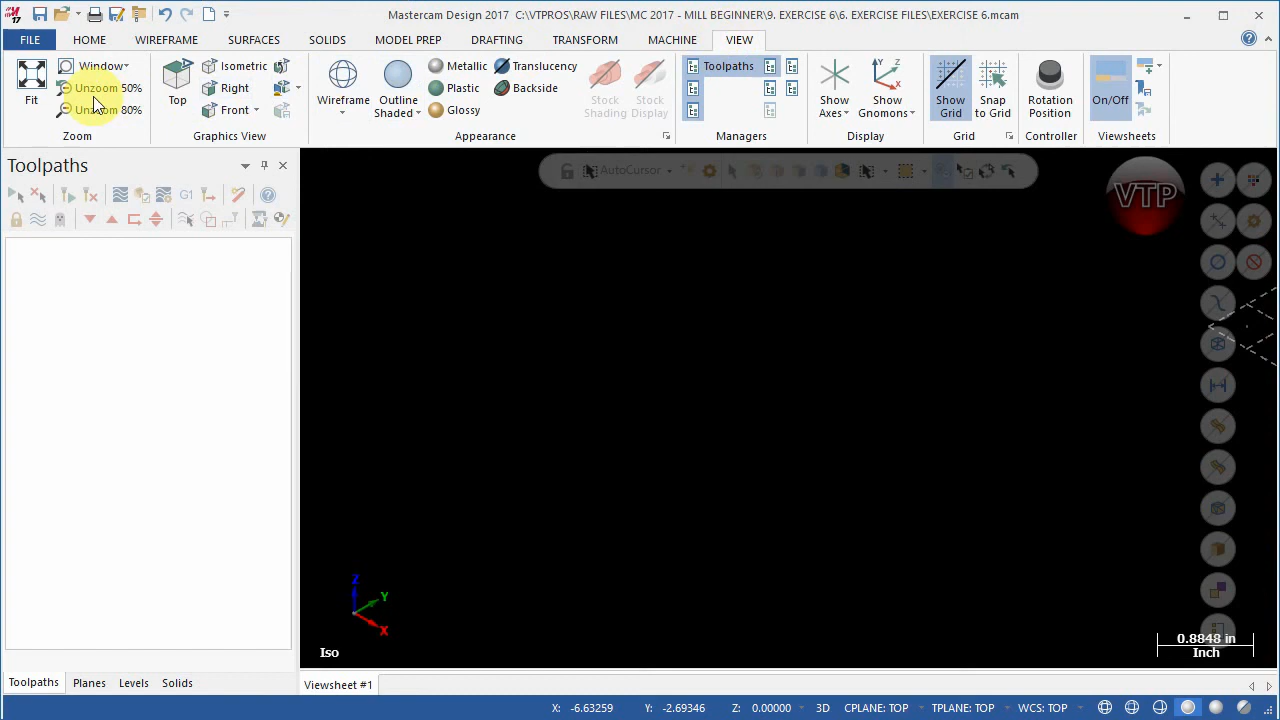 Mastercam Design 2017 C:\VTPROS\RAW FILES\MC 2017 - MILL BEGINNER\9. EXERCISE 6\6. EXERCISE FILES\EXERCISE 6.mcam
FILE HOME WIREFRAME SURFACES SOLIDS MODEL PREP DRAFTING TRANSFORM MACHINE VIEW
Fit
Window
Unzoom 50%
Unzoom 80%
Zoom
Top
Isometric
Right
Front
Graphics View
Wireframe
Outline
Shaded
Metallic
Plastic
Glossy
Translucency
Backside
Stock
Shading
Stock
Display
Appearance
Toolpaths
Managers
Show
Axes
Show
Gnomons
Display
Show
Grid
Snap
to Grid
Grid
Rotation
Position
Controller
On/Off
Viewsheets
Toolpaths
G1
AutoCursor
VTP
Z
Y
X
Iso
0.8848 in
Inch
Toolpaths Planes Levels Solids
Viewsheet #1
X: -6.63259 Y: -2.69346 Z: 0.00000 3D CPLANE: TOP TPLANE: TOP WCS: TOP